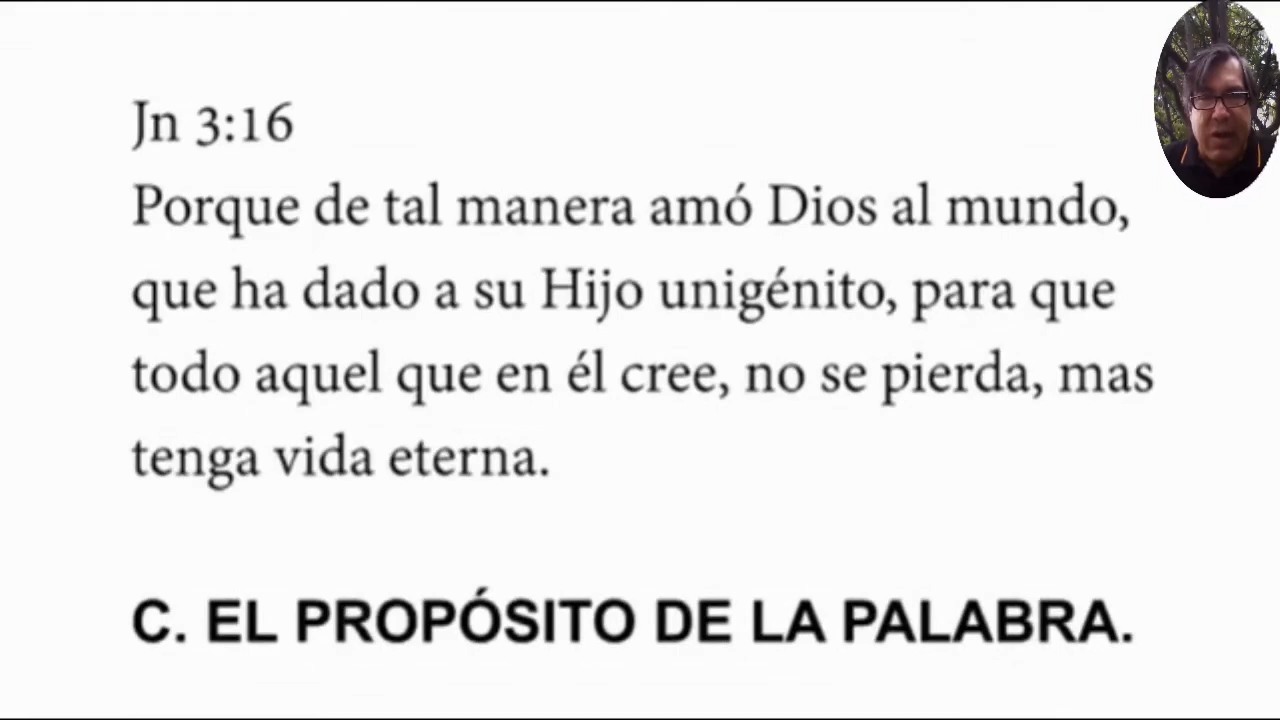 Jn 3:16
Porque de tal manera amó Dios al mundo,
que ha dado a su Hijo unigénito, para que
todo aquel que en él cree, no se pierda, mas
tenga vida eterna.
C. EL PROPÓSITO DE LA PALABRA.